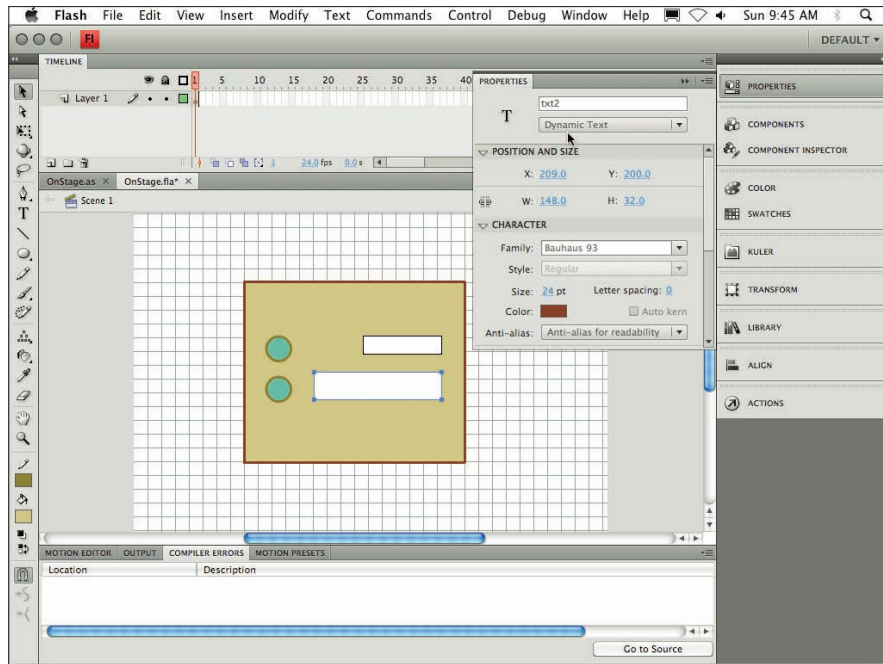 Flash File Edit View Insert Modify Text Commands Control Debug Window Help Sun 9:45 AM
FL DEFAULT
TIMELINE
1 5 10 15 20 25 30 35 40
Layer 1
1 24.0 fps 0.0 s
OnStage.as × OnStage.fla* ×
Scene 1
PROPERTIES
T txt2
Dynamic Text
POSITION AND SIZE
X: 209.0 Y: 200.0
W: 148.0 H: 32.0
CHARACTER
Family: Bauhaus 93
Style: Regular
Size: 24 pt Letter spacing: 0
Color: Auto kern
Anti-alias: Anti-alias for readability
PROPERTIES
COMPONENTS
COMPONENT INSPECTOR
COLOR
SWATCHES
KULER
TRANSFORM
LIBRARY
ALIGN
ACTIONS
MOTION EDITOR OUTPUT COMPILER ERRORS MOTION PRESETS
Location Description
Go to Source